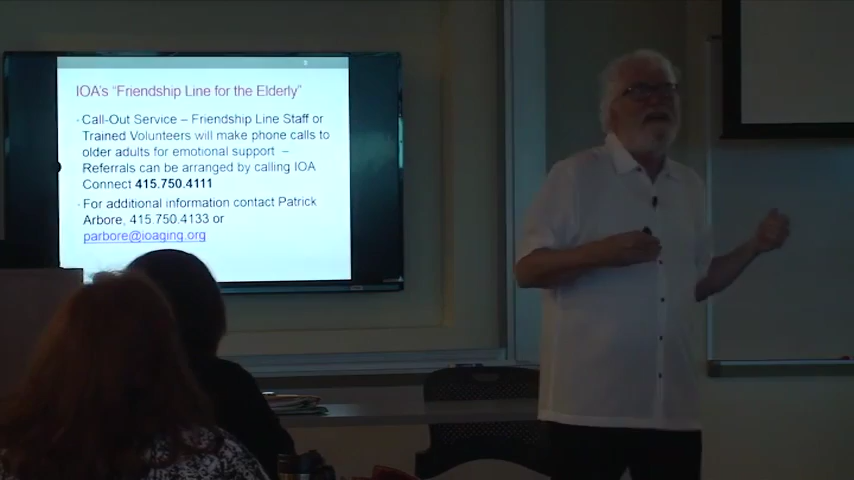 IOA's "Friendship Line for the Elderly"
· Call-Out Service – Friendship Line Staff or
Trained Volunteers will make phone calls to
older adults for emotional support –
Referrals can be arranged by calling IOA
Connect 415.750.4111
· For additional information contact Patrick
Arbore, 415.750.4133 or
parbore@ioaging.org